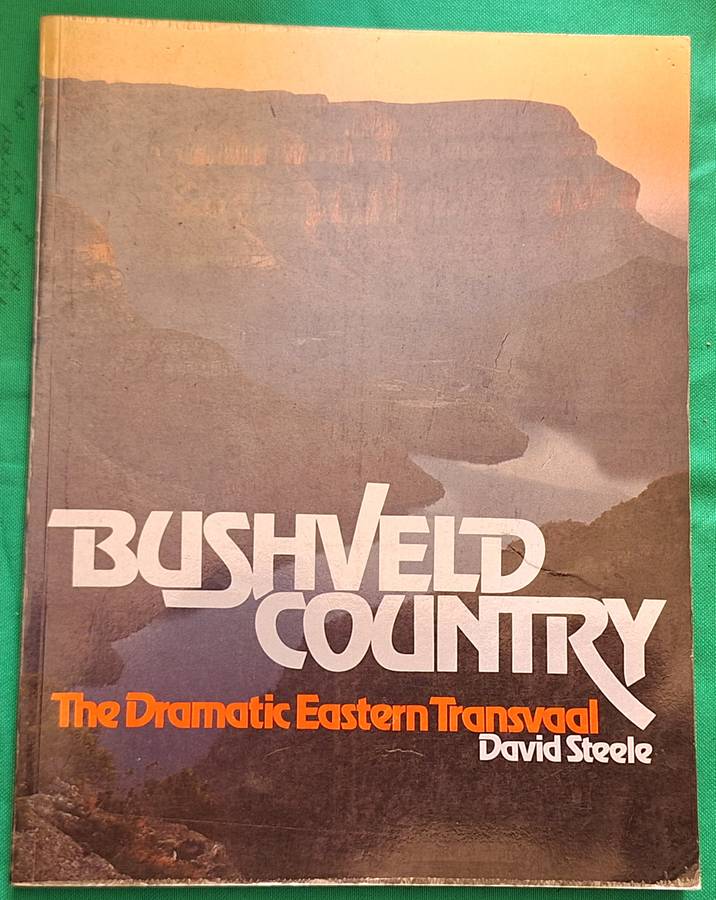 BUSHVELD
COUNTRY
The Dramatic Eastern Transvaal
David Steele